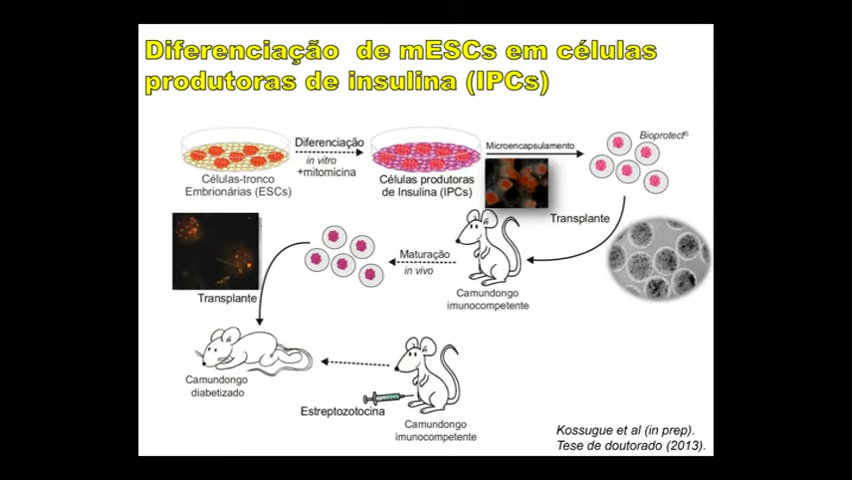 Diferenciação de mESCs em células
produtoras de insulina (IPCs)
Diferenciação
in vitro
+mitomicina
Células-tronco
Embrionárias (ESCs)
Células produtoras
de Insulina (IPCs)
Microencapsulamento
Bioprotect®
Transplante
Maturação
in vivo
Camundongo
imunocompetente
Transplante
Camundongo
diabetizado
Estreptozotocina
Camundongo
imunocompetente
Kossugue et al (in prep).
Tese de doutorado (2013).